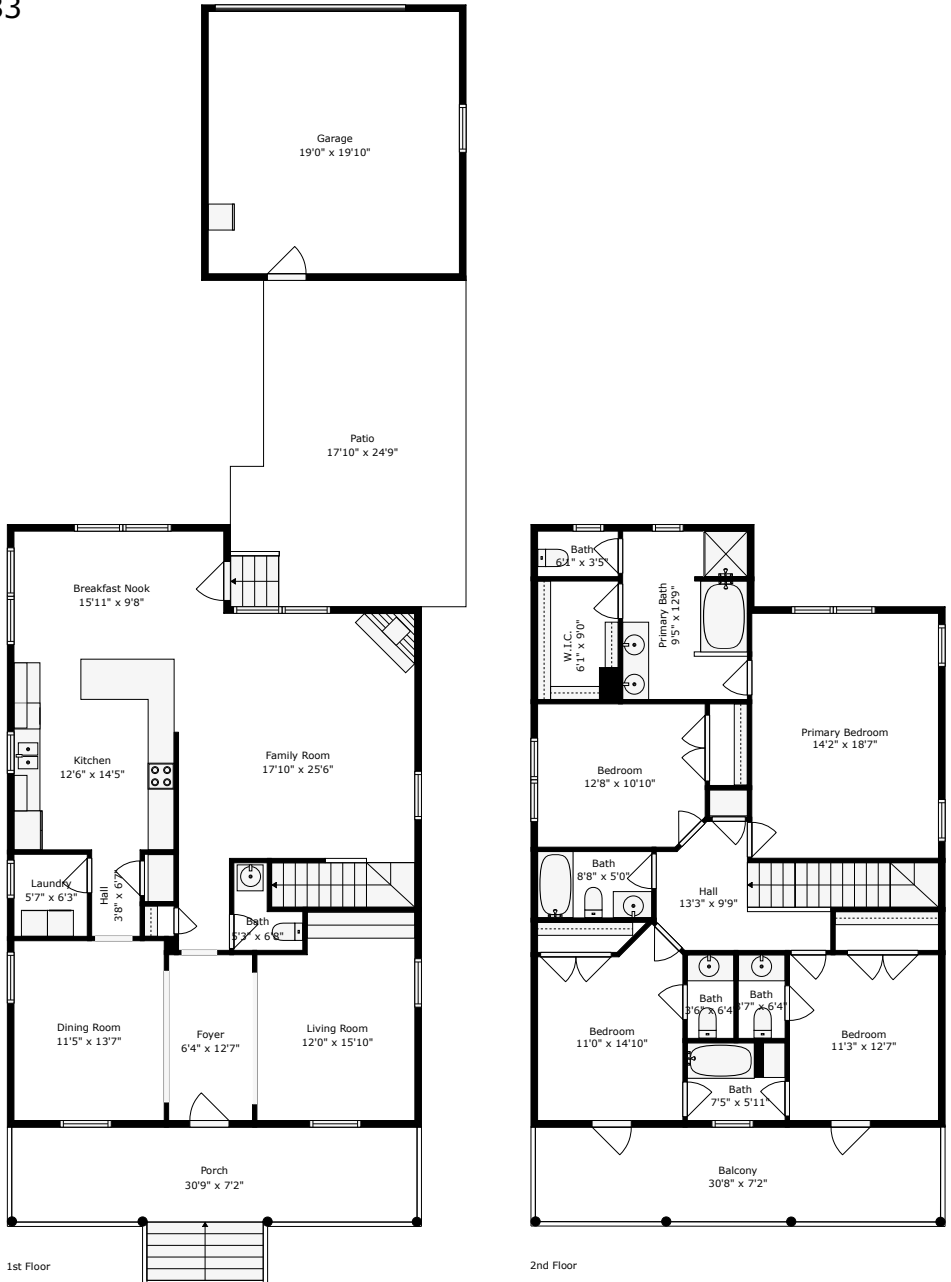 33
Garage
19'0" x 19'10"
Patio
17'10" x 24'9"
Breakfast Nook
15'11" x 9'8"
Kitchen
12'6" x 14'5"
Family Room
17'10" x 25'6"
Laundry
5'7" x 6'3"
Hall
3'8" x 6'7"
Bath
5'3" x 6'8"
Dining Room
11'5" x 13'7"
Foyer
6'4" x 12'7"
Living Room
12'0" x 15'10"
Porch
30'9" x 7'2"
1st Floor
Bath
6'1" x 3'5"
W.I.C.
6'1" x 9'0"
Primary Bath
9'5" x 12'9"
Primary Bedroom
14'2" x 18'7"
Bedroom
12'8" x 10'10"
Bath
8'8" x 5'0"
Hall
13'3" x 9'9"
Bedroom
11'0" x 14'10"
Bath
3'6" x 6'4"
Bath
3'7" x 6'4"
Bedroom
11'3" x 12'7"
Bath
7'5" x 5'11"
Balcony
30'8" x 7'2"
2nd Floor